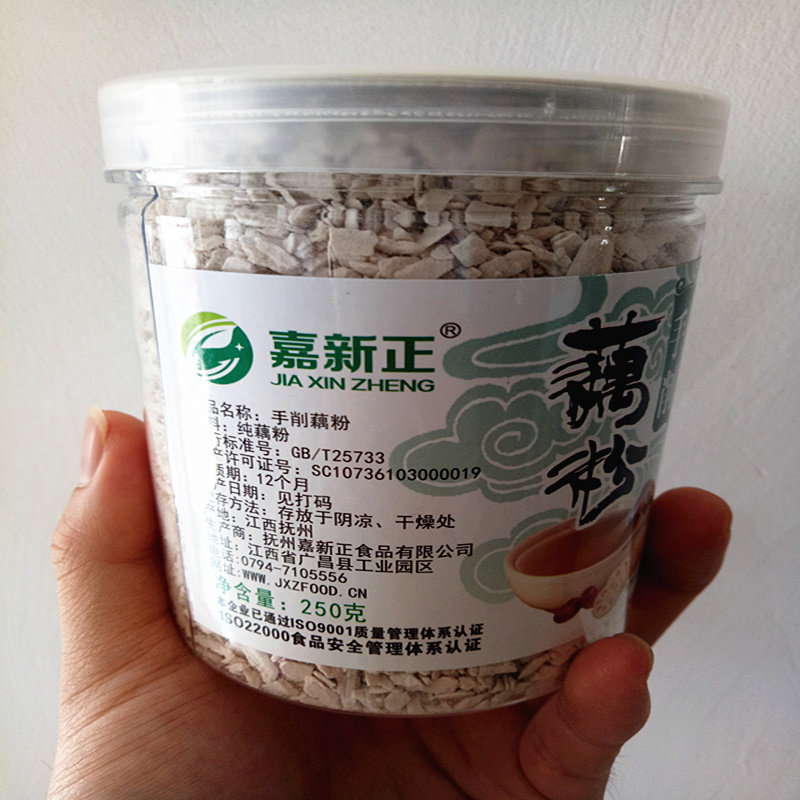 嘉新正®
JIA XIN ZHENG
品名称：手削藕粉
料：纯藕粉
行标准号：GB/T25733
产许可证号：SC10736103000019
质期：12个月
产日期：见打码
存方法：存放于阴凉、干燥处
产地：江西抚州
生产商：抚州嘉新正食品有限公司
地址：江西省广昌县工业园区
电话:0794-7105556
网址:WWW.JXZFOOD.CN
净含量：250克
本企业已通过ISO9001质量管理体系认证
ISO22000食品安全管理体系认证
藕粉